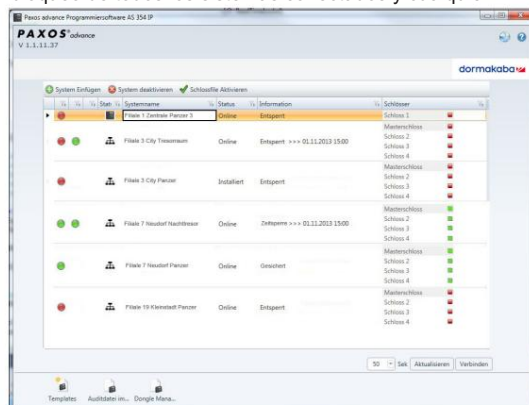 Paxos advance Programmiersoftware AS 354 IP
PAXOS advance
V 1.1.11.37
dormakaba
System Einfügen System deaktivieren Schlossfile Aktivieren
Systemname Status Information Schlösser
Filiale 1 Zentrale Panzer 3 Online Entsperrt Schloss 1
Filiale 3 City Tresorraum Online Entsperrt >>> 01.11.2013 15:00
Masterschloss
Schloss 2
Schloss 3
Schloss 4
Filiale 3 City Panzer Installiert Entsperrt
Masterschloss
Schloss 2
Schloss 3
Schloss 4
Filiale 7 Neudorf Nachttresor Online Zeitsperre >>> 01.11.2013 15:00
Masterschloss
Schloss 2
Schloss 3
Schloss 4
Filiale 7 Neudorf Panzer Online Gesichert
Masterschloss
Schloss 2
Schloss 3
Schloss 4
Filiale 19 Kleinstadt Panzer Online Entsperrt
Masterschloss
Schloss 2
Schloss 3
Schloss 4
50 Sek Aktualisieren Verbinden
Templates Auditdatei im... Dongle Mana...